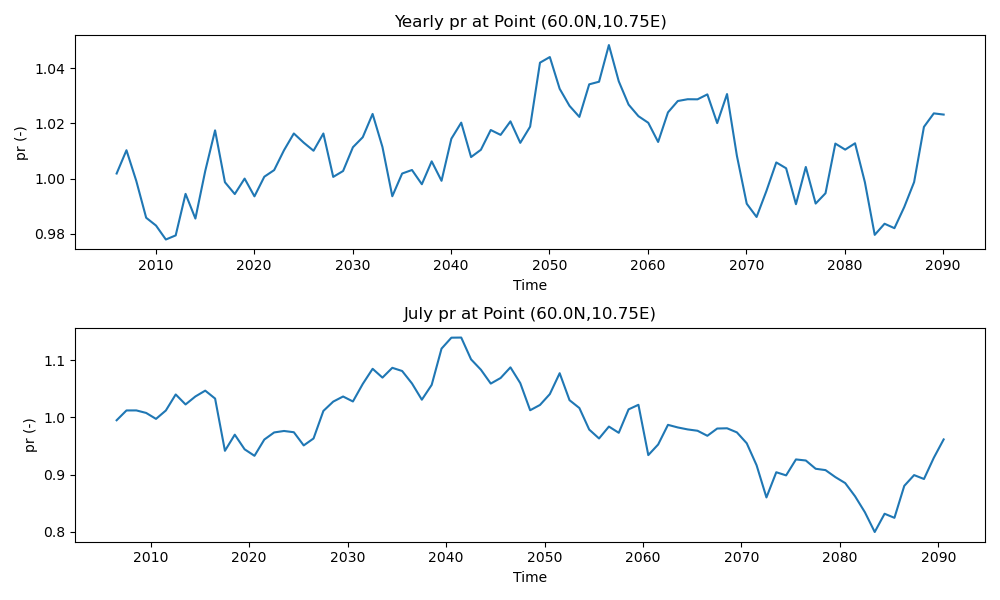 Yearly pr at Point (60.0N,10.75E)
1.04
1.02
1.00
0.98
pr (-)
2010 2020 2030 2040 2050 2060 2070 2080 2090
Time
July pr at Point (60.0N,10.75E)
1.1
1.0
0.9
0.8
pr (-)
2010 2020 2030 2040 2050 2060 2070 2080 2090
Time